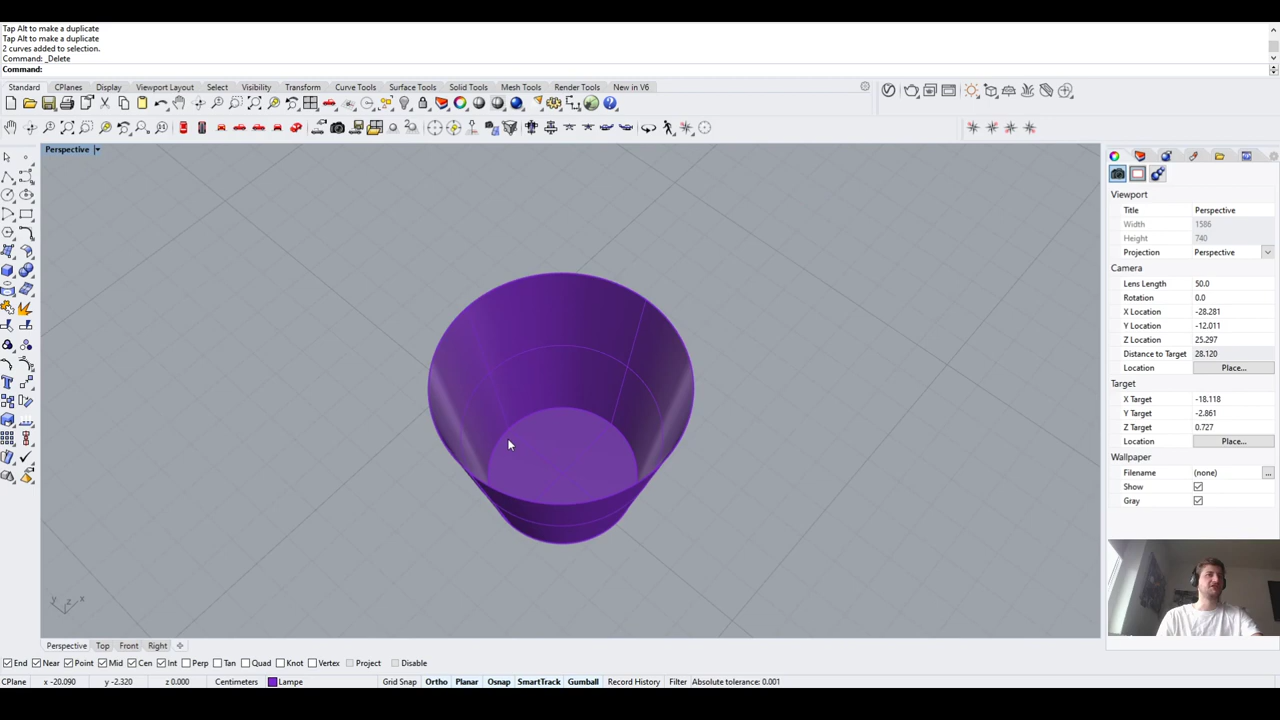 Tap Alt to make a duplicate
Tap Alt to make a duplicate
2 curves added to selection.
Command: _Delete
Command:
Standard CPlanes Display Viewport Layout Select Visibility Transform Curve Tools Surface Tools Solid Tools Mesh Tools Render Tools New in V6
Perspective
Viewport
Title Perspective
Width 1586
Height 740
Projection Perspective
Camera
Lens Length 50.0
Rotation 0.0
X Location -28.281
Y Location -12.011
Z Location 25.297
Distance to Target 28.120
Location Place...
Target
X Target -18.118
Y Target -2.861
Z Target 0.727
Location Place...
Wallpaper
Filename (none) ...
Show
Gray
y z x
Perspective Top Front Right
End Near Point Mid Cen Int Perp Tan Quad Knot Vertex Project Disable
CPlane x -20.090 y -2.320 z 0.000 Centimeters Lampe Grid Snap Ortho Planar Osnap SmartTrack Gumball Record History Filter Absolute tolerance: 0.001